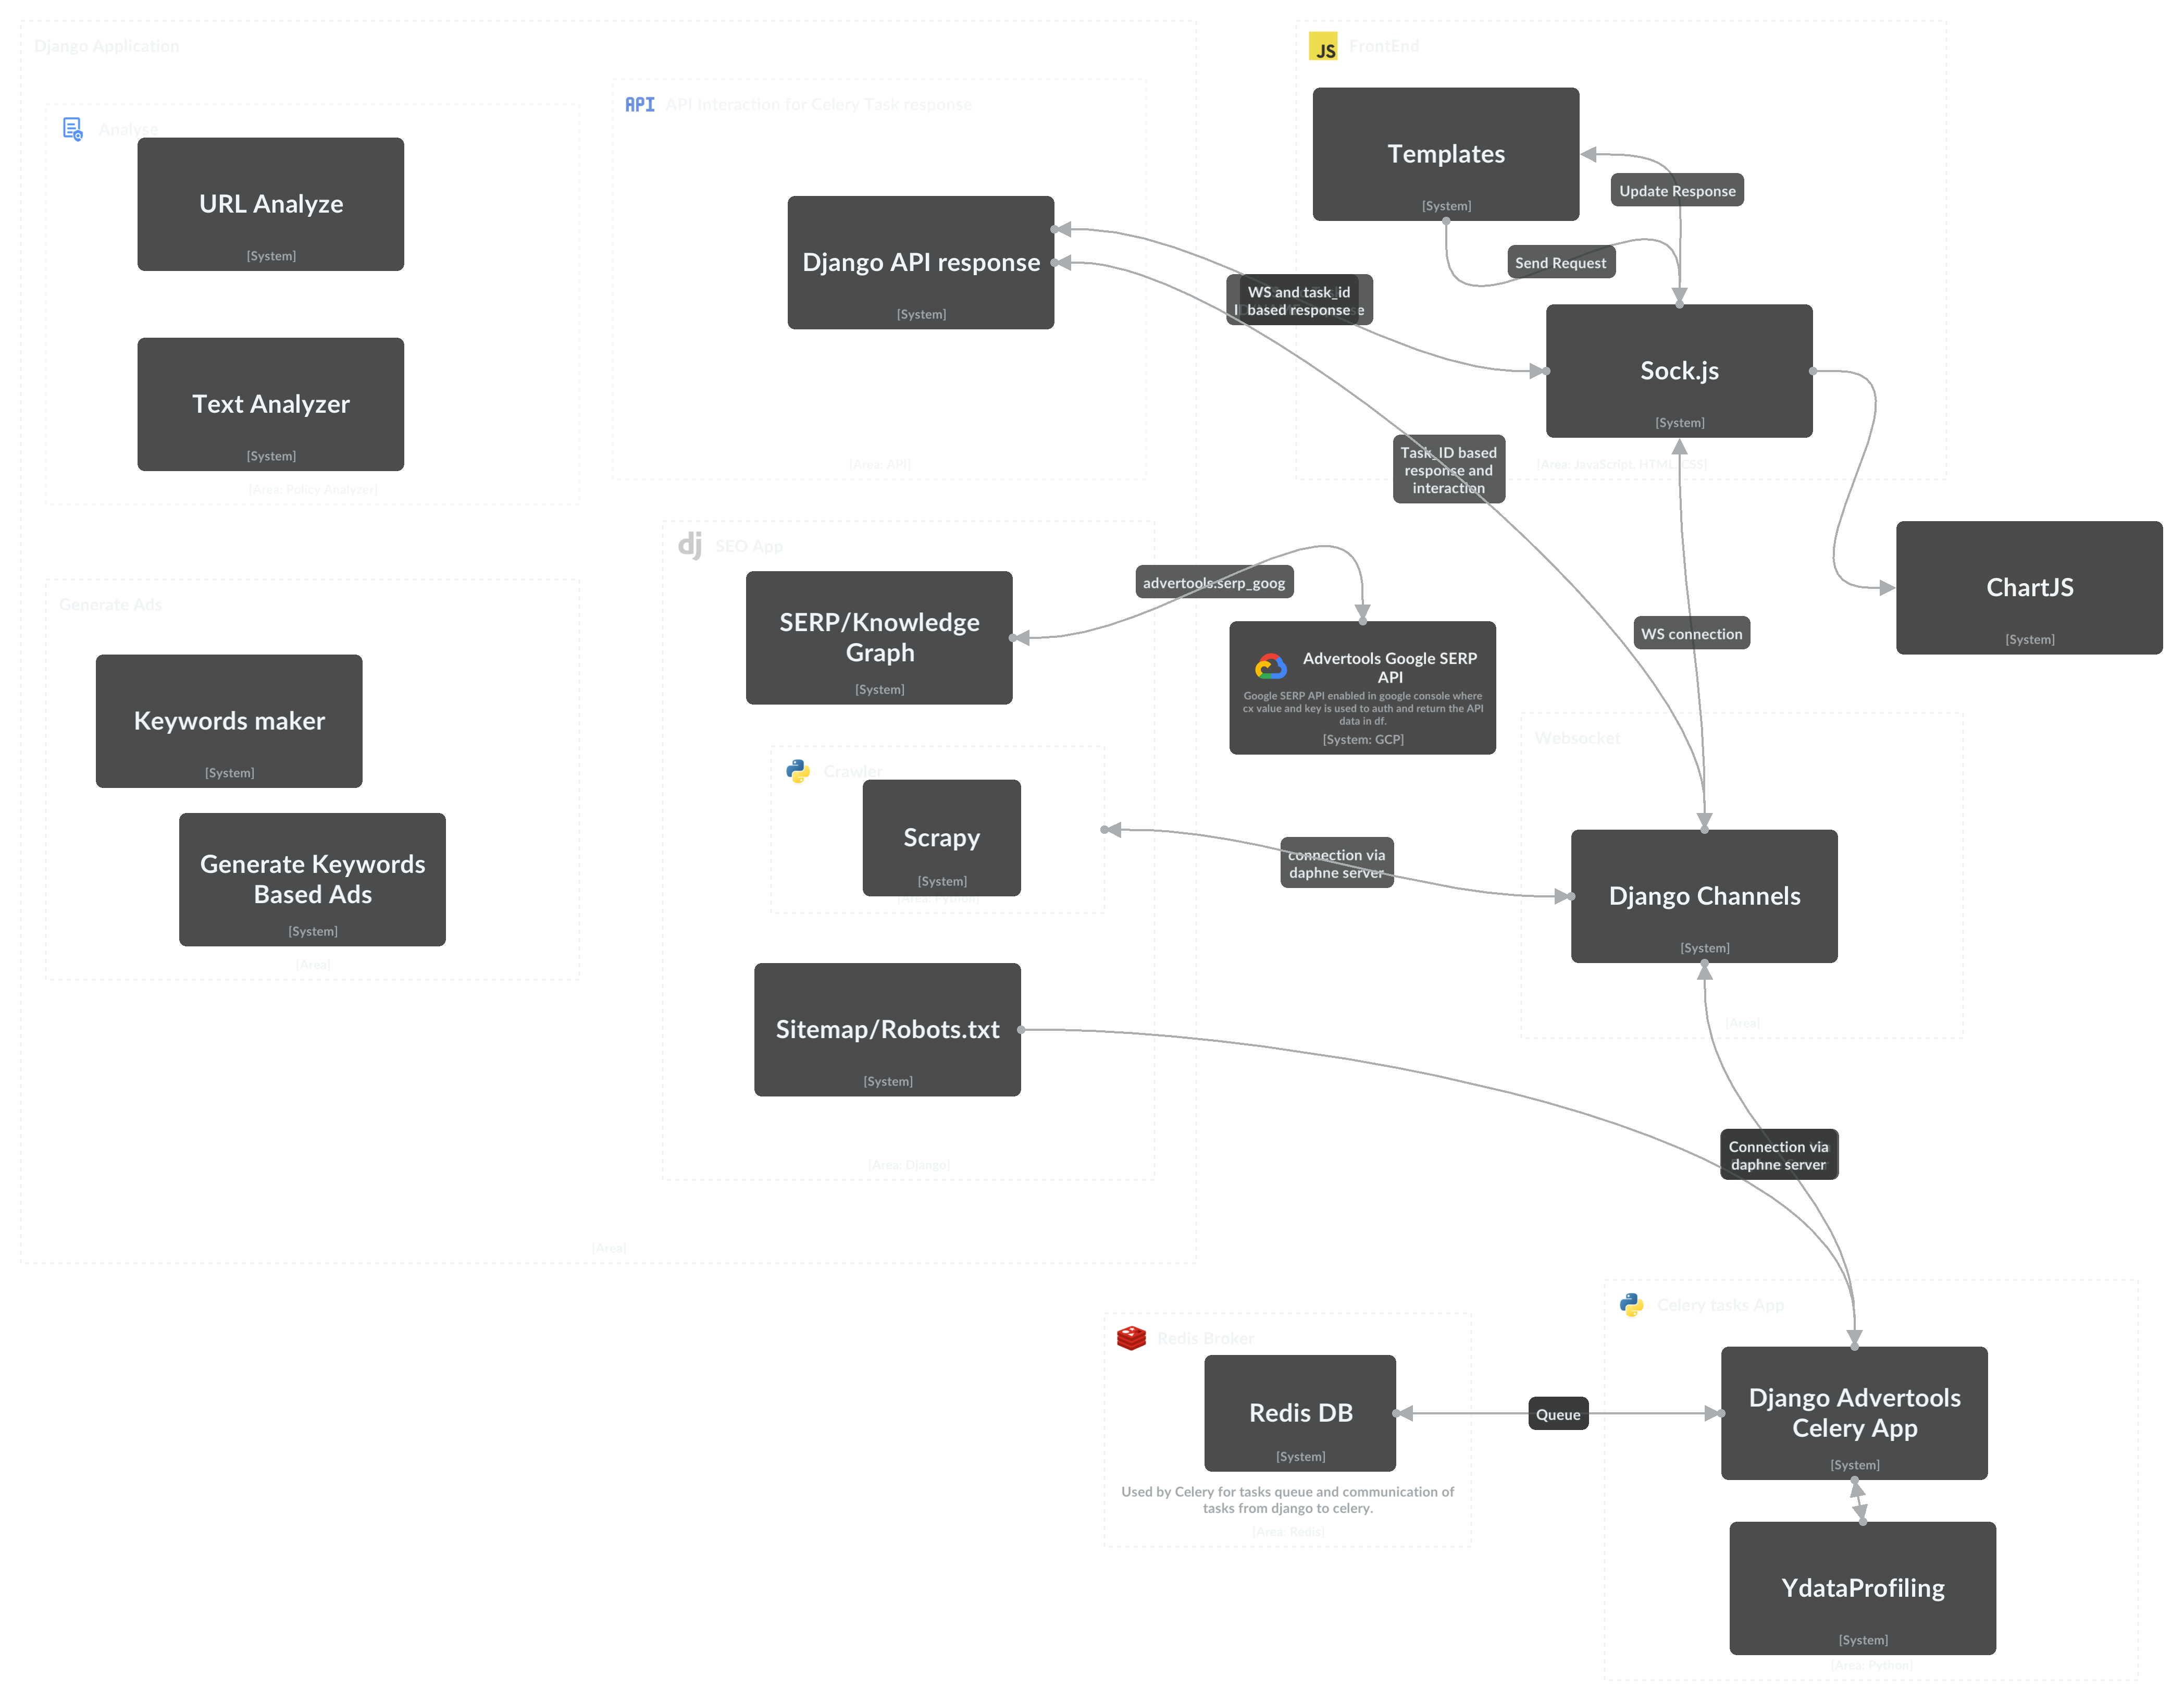 Django Application
Analyse
URL Analyze
[System]
Text Analyzer
[System]
[Area: Policy Analyzer]
Generate Ads
Keywords maker
[System]
Generate Keywords
Based Ads
[System]
[Area]
API
API Interaction for Celery Task response
Django API response
[System]
[Area: API]
dj
SEO App
SERP/Knowledge
Graph
[System]
Crawler
Scrapy
[System]
[Area: Python]
Sitemap/Robots.txt
[System]
[Area: Django]
[Area]
JS
FrontEnd
Templates
[System]
Update Response
Send Request
Sock.js
[System]
[Area: JavaScript, HTML, CSS]
WS and task_id
based response
Task_ID based
response and
interaction
advertools.serp_goog
Advertools Google SERP
API
Google SERP API enabled in google console where
cx value and key is used to auth and return the API
data in df.
[System: GCP]
WS connection
ChartJS
[System]
Websocket
connection via
daphne server
Django Channels
[System]
[Area]
Connection via
daphne server
Redis Broker
Redis DB
[System]
Used by Celery for tasks queue and communication of
tasks from django to celery.
[Area: Redis]
Queue
Celery tasks App
Django Advertools
Celery App
[System]
YdataProfiling
[System]
[Area: Python]